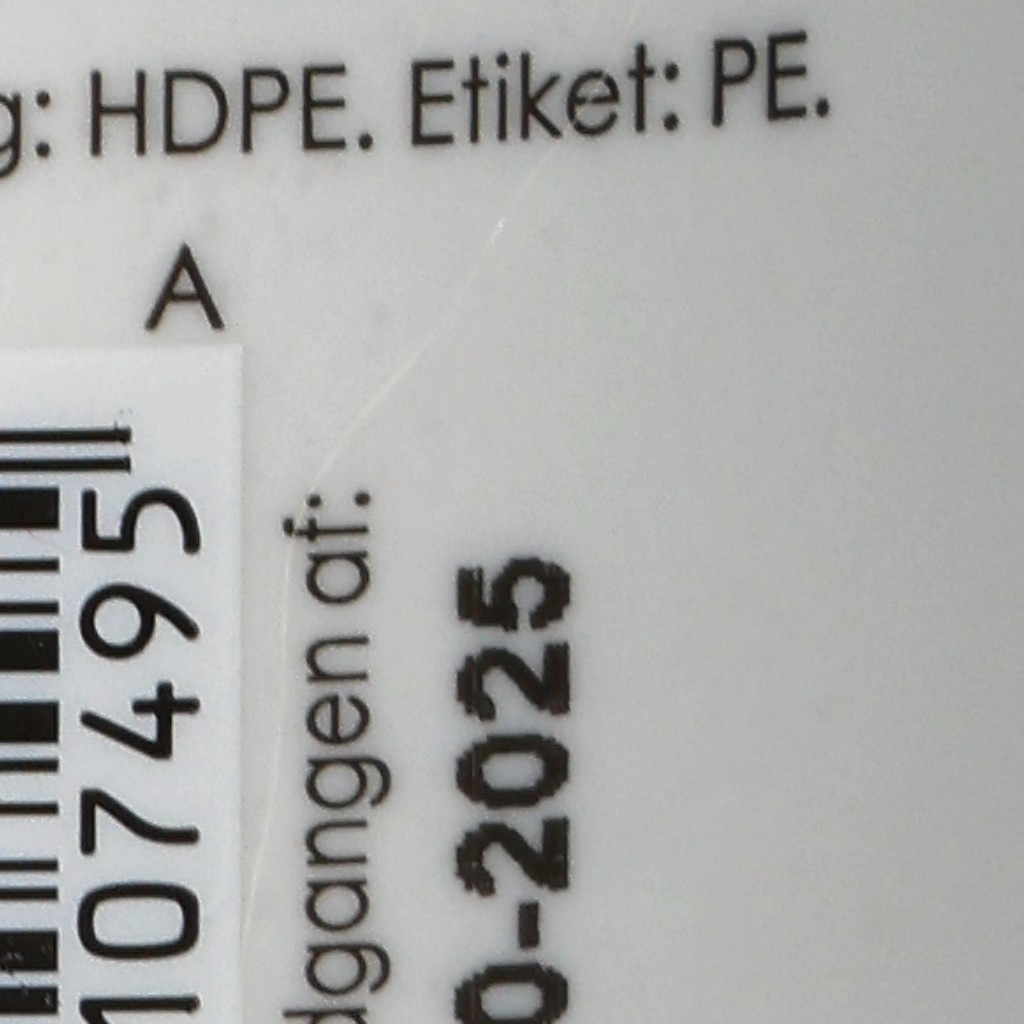 g: HDPE. Etiket: PE.
A
107495
dgangen af:
0-2025